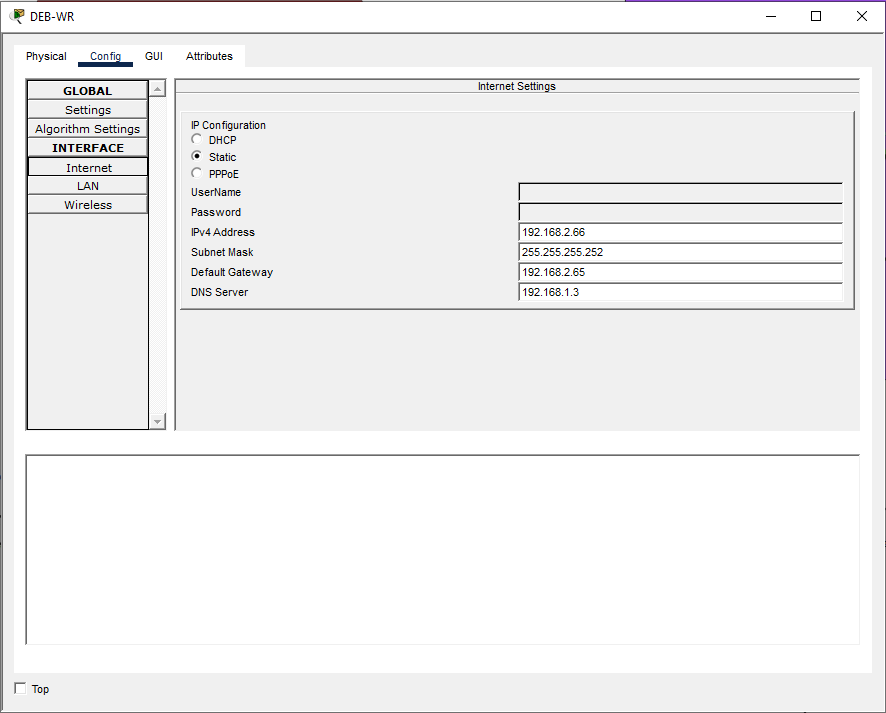 DEB-WR
Physical Config GUI Attributes
GLOBAL
Settings
Algorithm Settings
INTERFACE
Internet
LAN
Wireless
Internet Settings
IP Configuration
DHCP
Static
PPPoE
UserName
Password
IPv4 Address 192.168.2.66
Subnet Mask 255.255.255.252
Default Gateway 192.168.2.65
DNS Server 192.168.1.3
Top